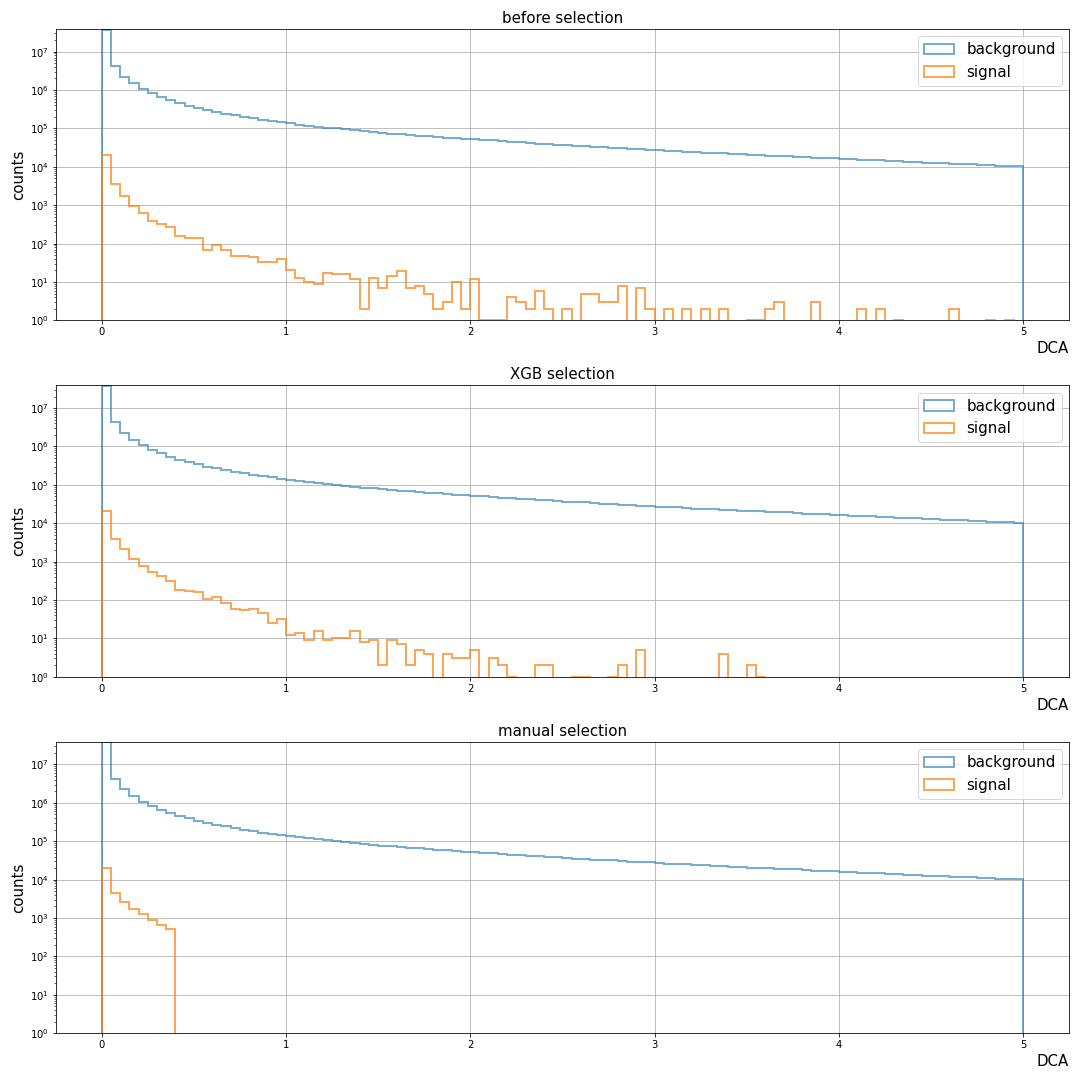 before selection
background
signal
counts
10⁷
10⁶
10⁵
10⁴
10³
10²
10¹
10⁰
0 1 2 3 4 5
DCA
XGB selection
background
signal
counts
10⁷
10⁶
10⁵
10⁴
10³
10²
10¹
10⁰
0 1 2 3 4 5
DCA
manual selection
background
signal
counts
10⁷
10⁶
10⁵
10⁴
10³
10²
10¹
10⁰
0 1 2 3 4 5
DCA